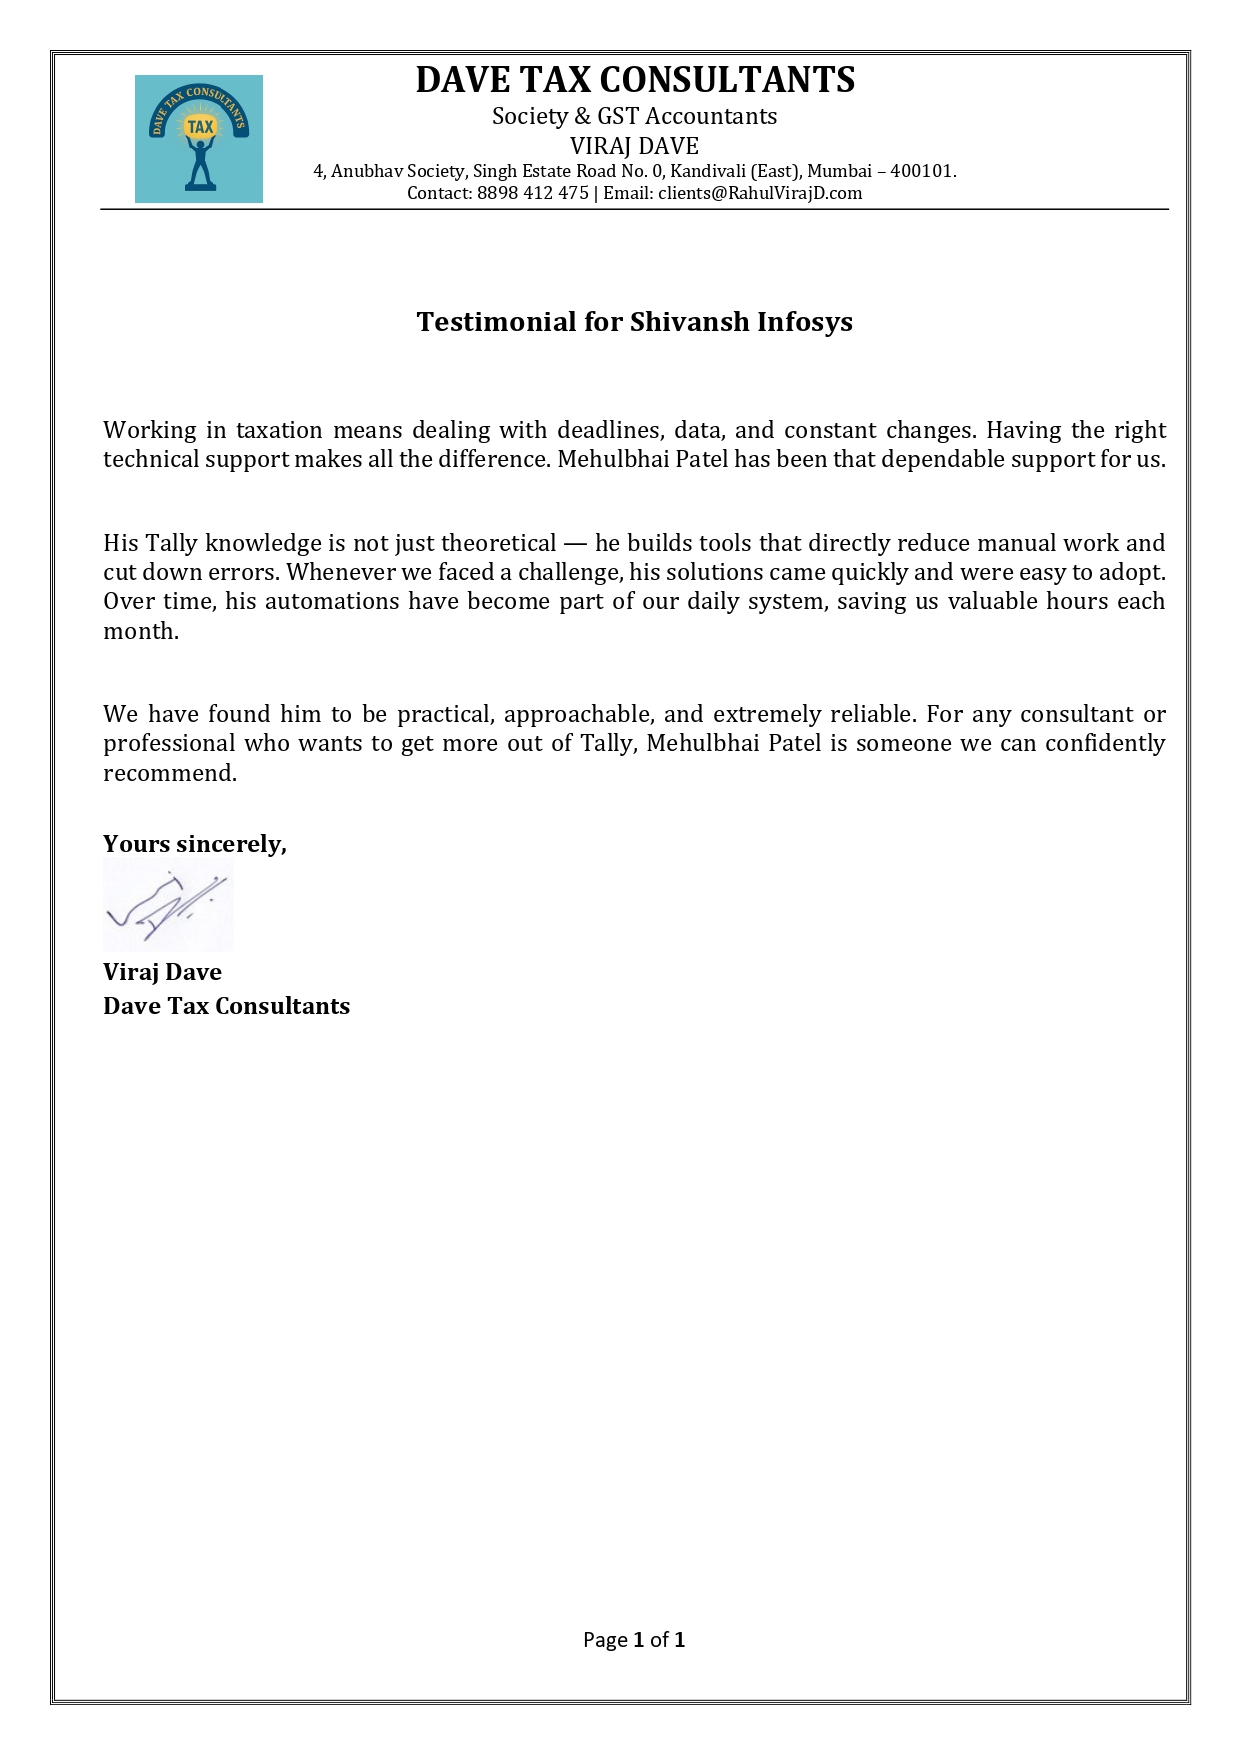 DAVE TAX CONSULTANTS
TAX
DAVE TAX CONSULTANTS
Society & GST Accountants
VIRAJ DAVE
4, Anubhav Society, Singh Estate Road No. 0, Kandivali (East), Mumbai – 400101.
Contact: 8898 412 475 | Email: clients@RahulVirajD.com
Testimonial for Shivansh Infosys
Working in taxation means dealing with deadlines, data, and constant changes. Having the right
technical support makes all the difference. Mehulbhai Patel has been that dependable support for us.
His Tally knowledge is not just theoretical — he builds tools that directly reduce manual work and
cut down errors. Whenever we faced a challenge, his solutions came quickly and were easy to adopt.
Over time, his automations have become part of our daily system, saving us valuable hours each
month.
We have found him to be practical, approachable, and extremely reliable. For any consultant or
professional who wants to get more out of Tally, Mehulbhai Patel is someone we can confidently
recommend.
Yours sincerely,
Viraj Dave
Dave Tax Consultants
Page 1 of 1